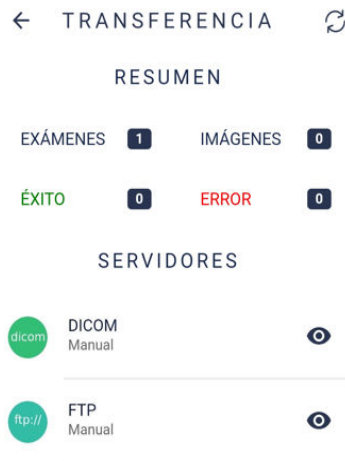 TRANSFERENCIA
RESUMEN
EXÁMENES 1 IMÁGENES 0
ÉXITO 0 ERROR 0
SERVIDORES
dicom DICOM
Manual
ftp:// FTP
Manual